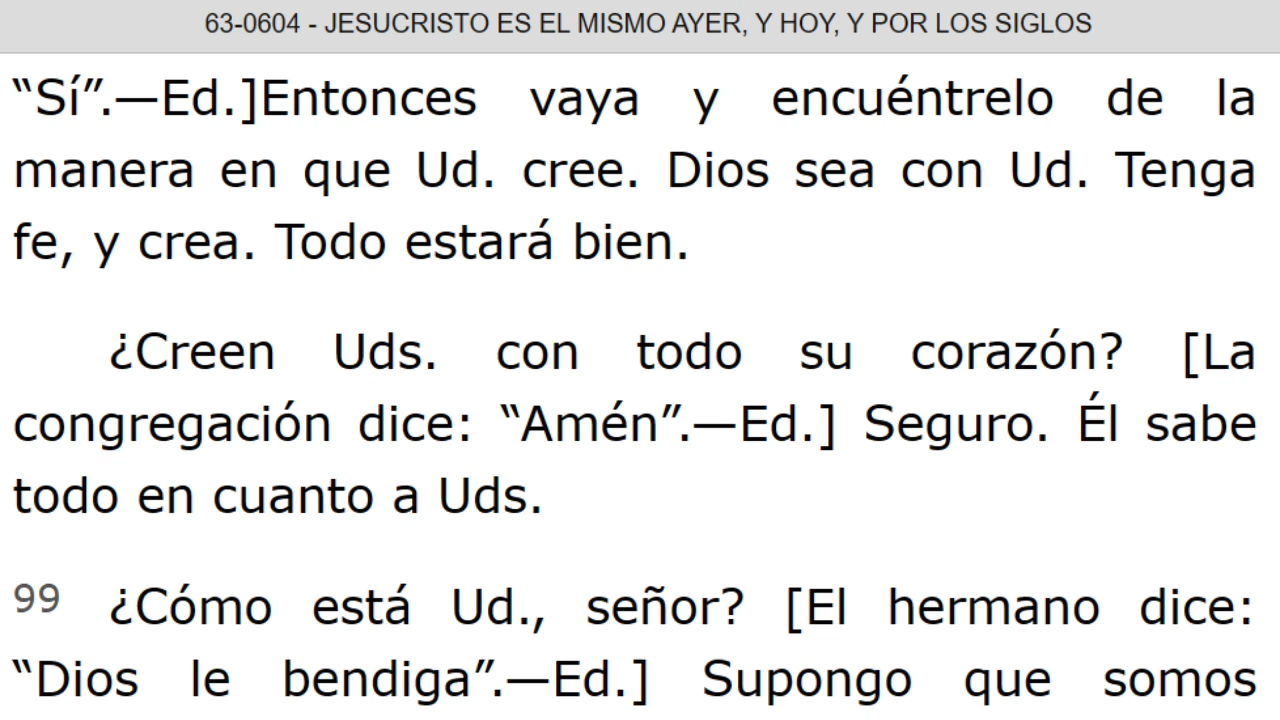 63-0604 - JESUCRISTO ES EL MISMO AYER, Y HOY, Y POR LOS SIGLOS
“Sí”.—Ed.]Entonces vaya y encuéntrelo de la
manera en que Ud. cree. Dios sea con Ud. Tenga
fe, y crea. Todo estará bien.
¿Creen Uds. con todo su corazón? [La
congregación dice: “Amén”.—Ed.] Seguro. Él sabe
todo en cuanto a Uds.
99 ¿Cómo está Ud., señor? [El hermano dice:
“Dios le bendiga”.—Ed.] Supongo que somos